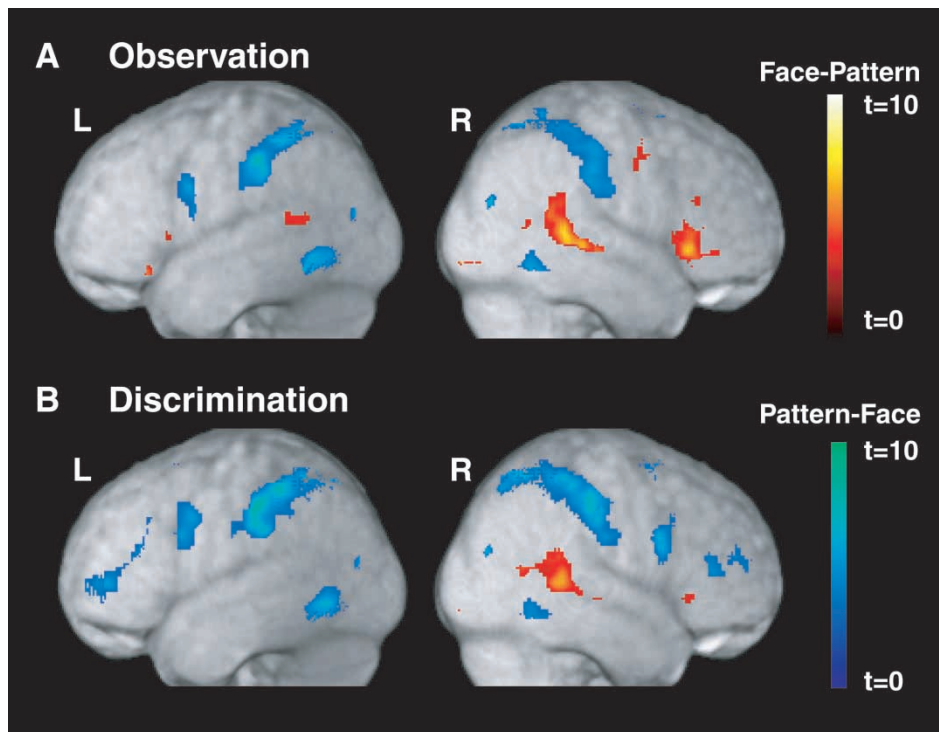 A Observation
L
R
Face-Pattern
t=10
t=0
B Discrimination
L
R
Pattern-Face
t=10
t=0